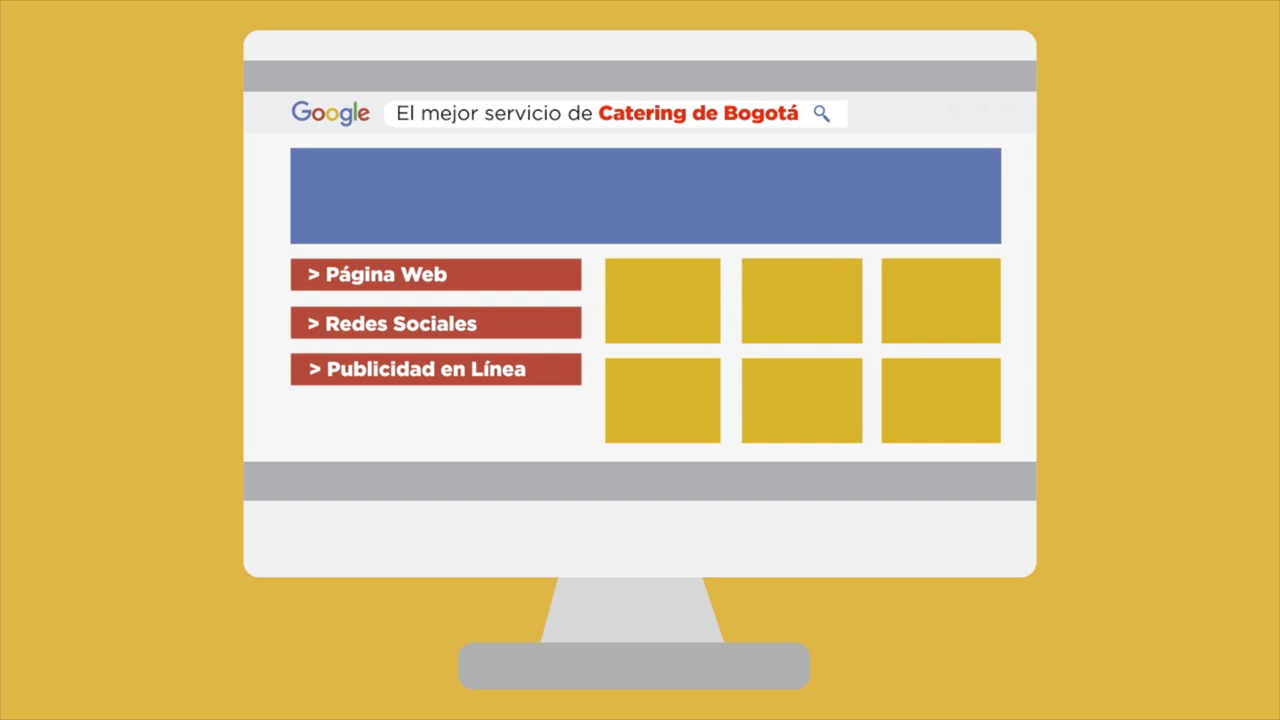 Google El mejor servicio de Catering de Bogotá
> Página Web
> Redes Sociales
> Publicidad en Línea